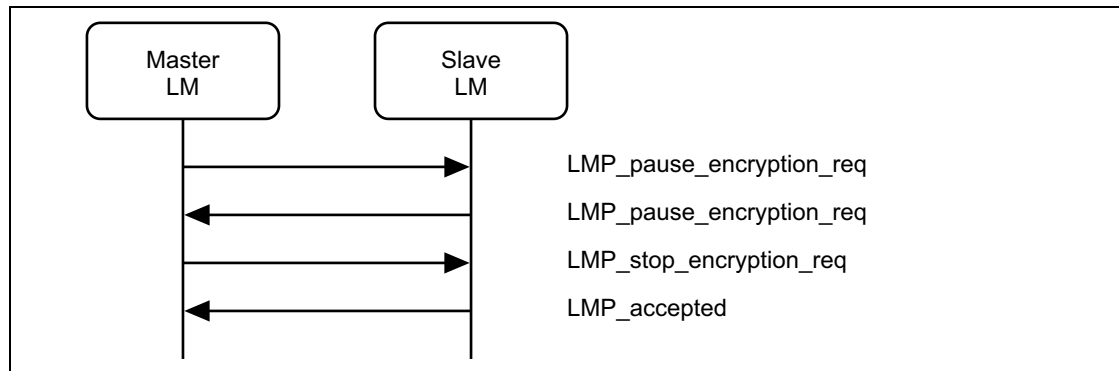 Master
LM
Slave
LM
LMP_pause_encryption_req
LMP_pause_encryption_req
LMP_stop_encryption_req
LMP_accepted